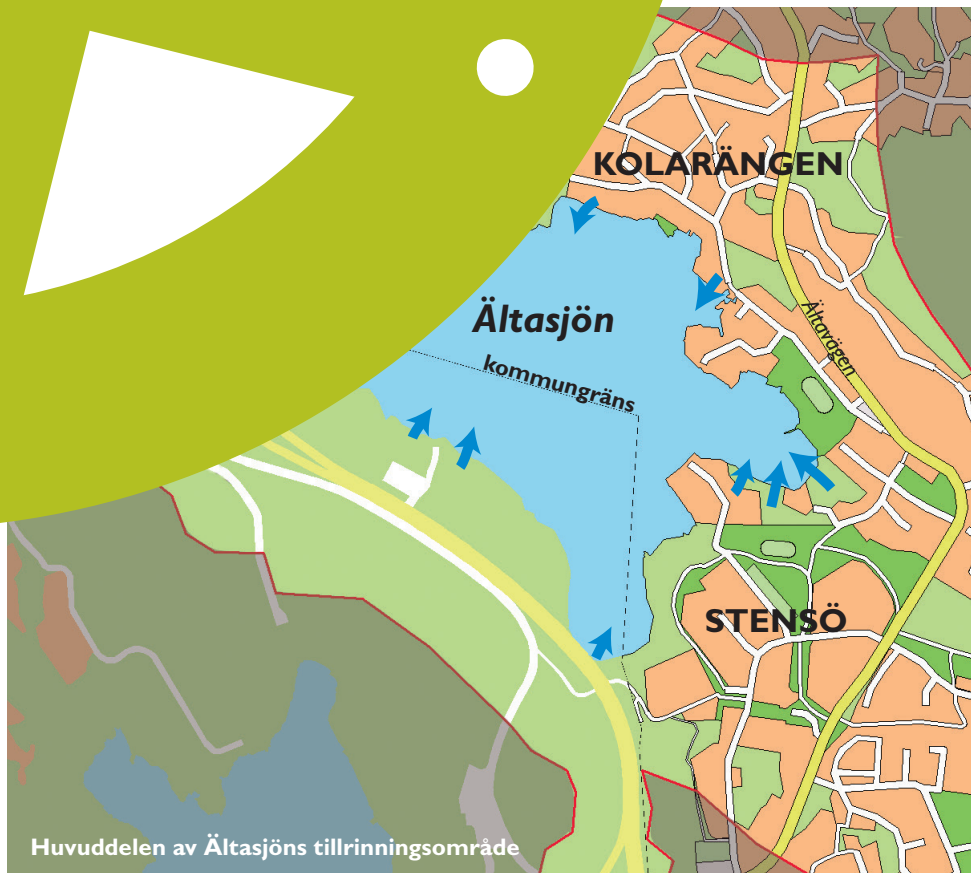 KOLARÄNGEN
Ältasjön
Ältavägen
kommungräns
STENSÖ
Huvuddelen av Ältasjöns tillrinningsområde